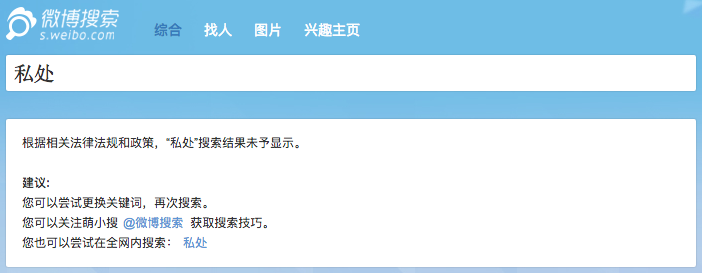 微博搜索
s.weibo.com
综合 找人 图片 兴趣主页
私处
根据相关法律法规和政策，“私处”搜索结果未予显示。
建议:
您可以尝试更换关键词，再次搜索。
您可以关注萌小搜 @微博搜索 获取搜索技巧。
您也可以尝试在全网内搜索： 私处